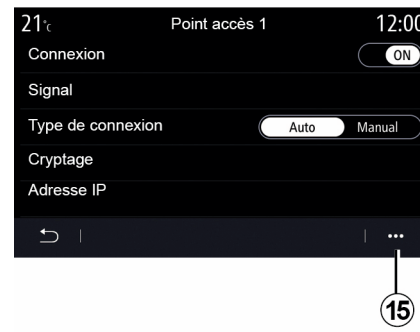 21°c Point accès 1 12:00
Connexion ON
Signal
Type de connexion Auto Manual
Cryptage
Adresse IP
15